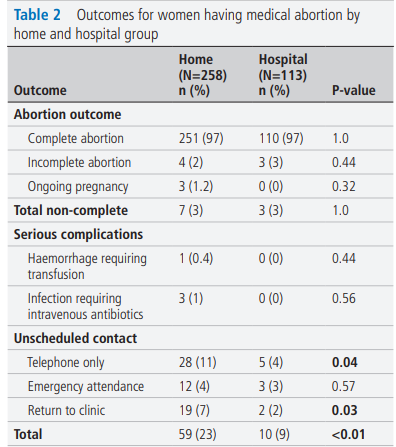 Table 2 Outcomes for women having medical abortion by
home and hospital group
Home Hospital
(N=258) (N=113)
Outcome n (%) n (%) P-value
Abortion outcome
Complete abortion 251 (97) 110 (97) 1.0
Incomplete abortion 4 (2) 3 (3) 0.44
Ongoing pregnancy 3 (1.2) 0 (0) 0.32
Total non-complete 7 (3) 3 (3) 1.0
Serious complications
Haemorrhage requiring 1 (0.4) 0 (0) 0.44
transfusion
Infection requiring 3 (1) 0 (0) 0.56
intravenous antibiotics
Unscheduled contact
Telephone only 28 (11) 5 (4) 0.04
Emergency attendance 12 (4) 3 (3) 0.57
Return to clinic 19 (7) 2 (2) 0.03
Total 59 (23) 10 (9) <0.01